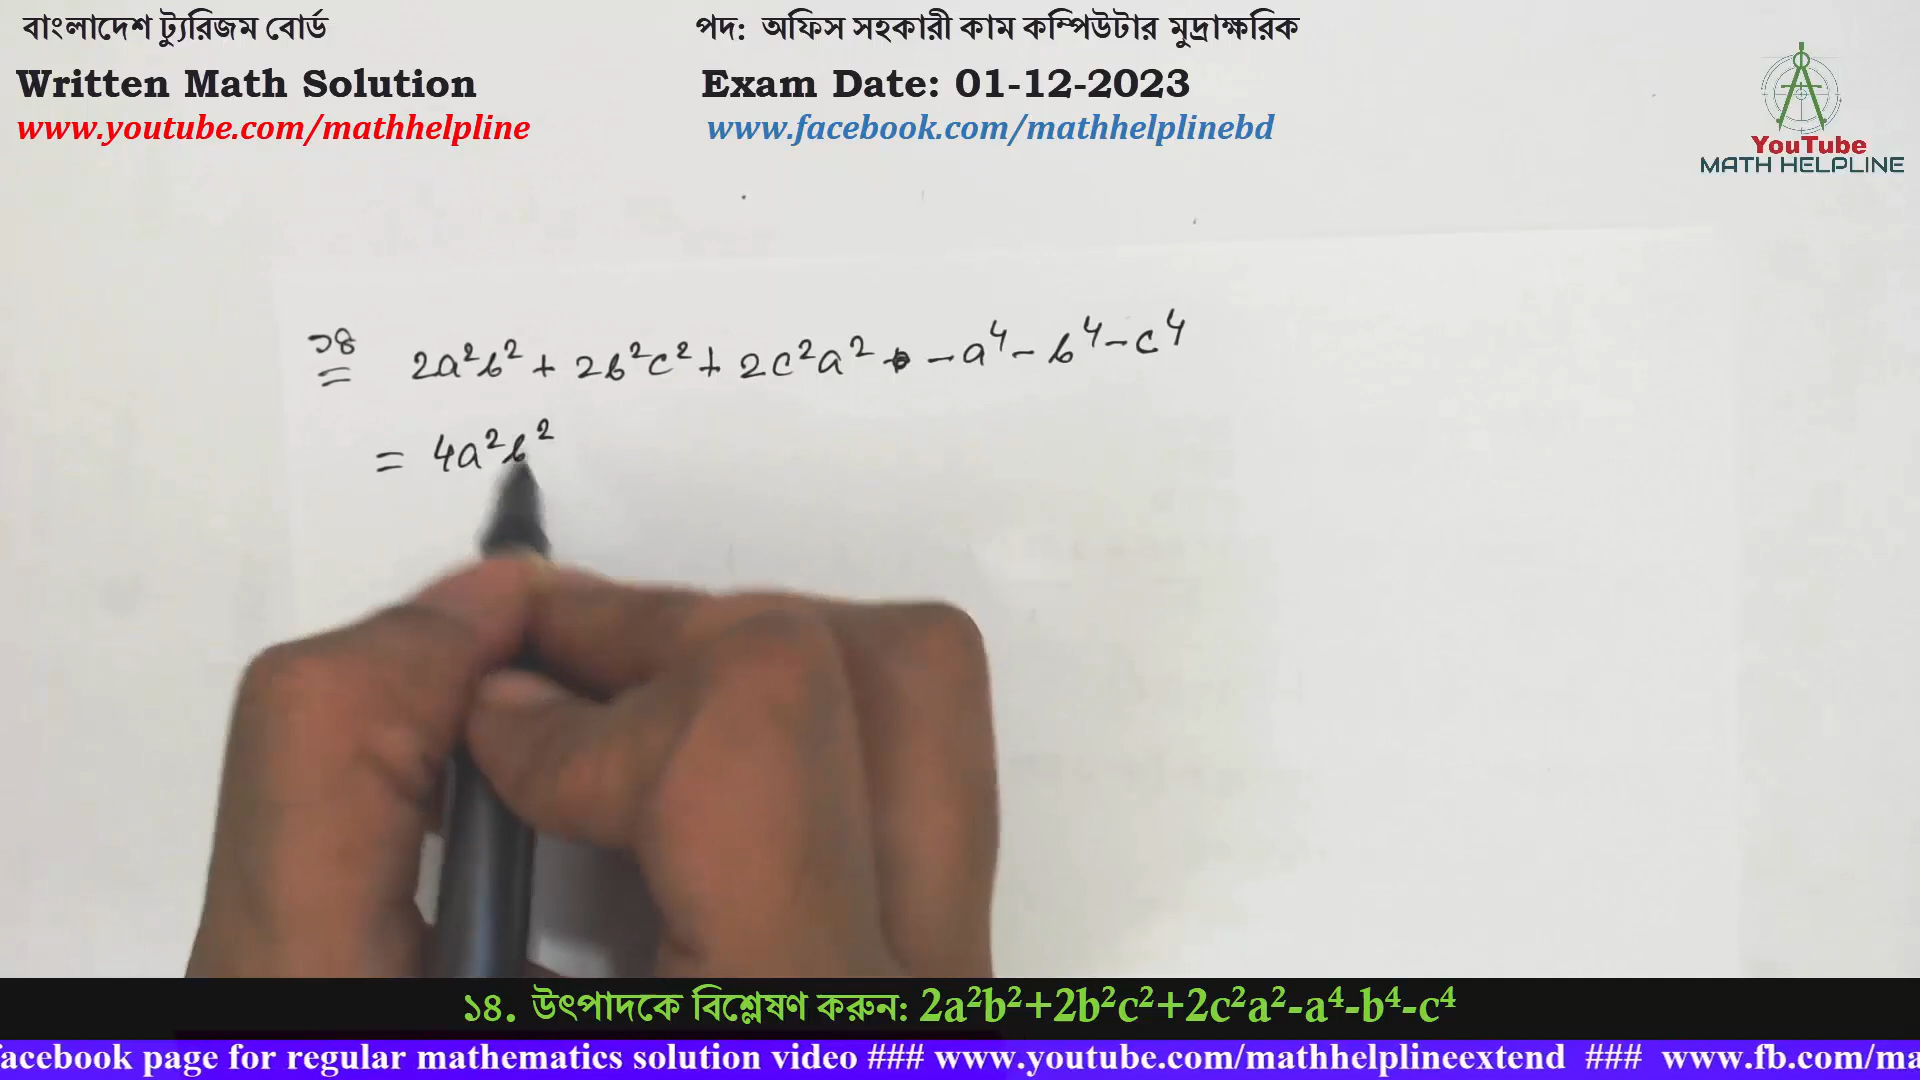 বাংলাদেশ ট্যুরিজম বোর্ড
পদ: অফিস সহকারী কাম কম্পিউটার মুদ্রাক্ষরিক
Written Math Solution
Exam Date: 01-12-2023
www.youtube.com/mathhelpline
www.facebook.com/mathhelplinebd
YouTube
MATH HELPLINE
১৪ 2a²b² + 2b²c² + 2c²a² - a⁴ - b⁴ - c⁴
= 4a²b²
১৪. উৎপাদকে বিশ্লেষণ করুন: 2a²b²+2b²c²+2c²a²-a⁴-b⁴-c⁴
facebook page for regular mathematics solution video ### www.youtube.com/mathhelplineextend ### www.fb.com/ma